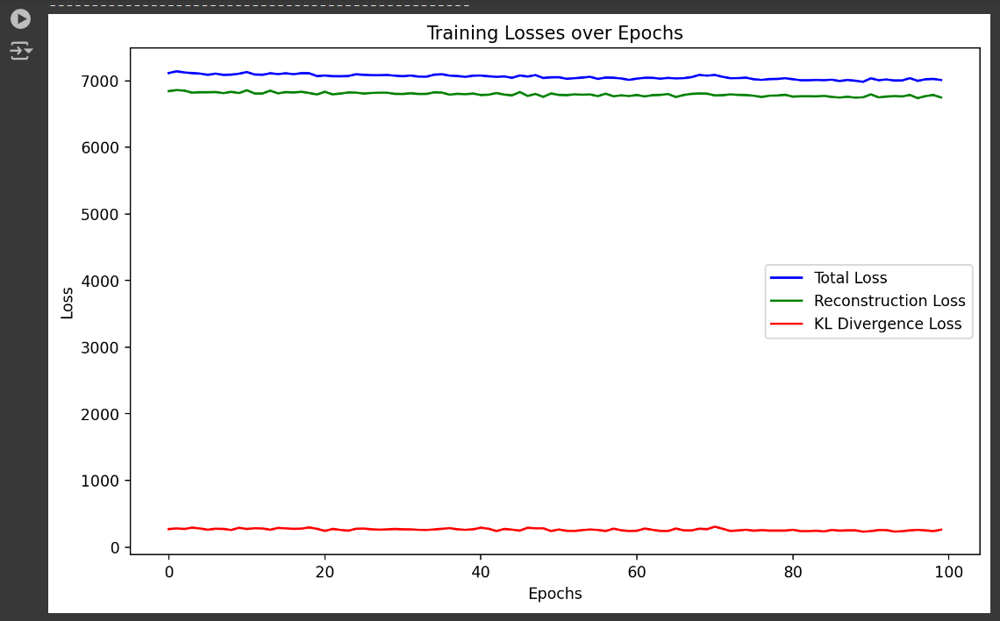 Training Losses over Epochs
7000
6000
5000
4000
3000
2000
1000
0
Loss
Total Loss
Reconstruction Loss
KL Divergence Loss
0 20 40 60 80 100
Epochs